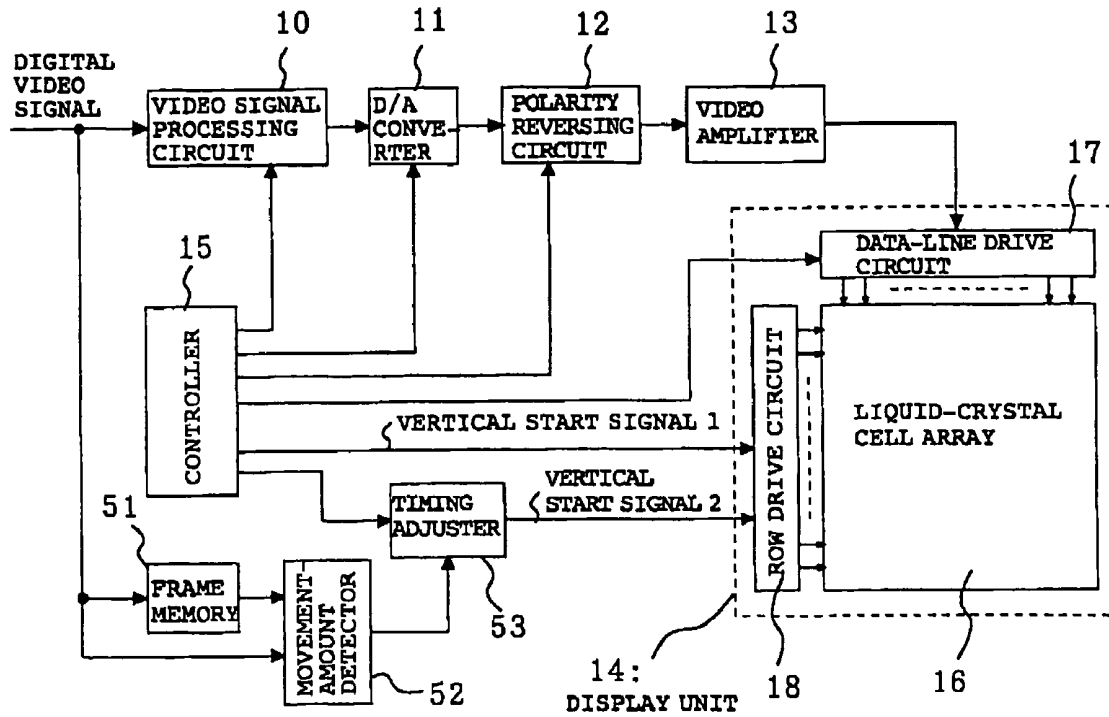 10
11
12
13
DIGITAL
VIDEO
SIGNAL
VIDEO SIGNAL
PROCESSING
CIRCUIT
D/A
CONVE-
RTER
POLARITY
REVERSING
CIRCUIT
VIDEO
AMPLIFIER
17
DATA-LINE DRIVE
CIRCUIT
15
CONTROLLER
ROW DRIVE CIRCUIT
LIQUID-CRYSTAL
CELL ARRAY
VERTICAL START SIGNAL 1
VERTICAL
START SIGNAL 2
TIMING
ADJUSTER
51
FRAME
MEMORY
MOVEMENT-
AMOUNT
DETECTOR
53
52
14:
DISPLAY UNIT
18
16